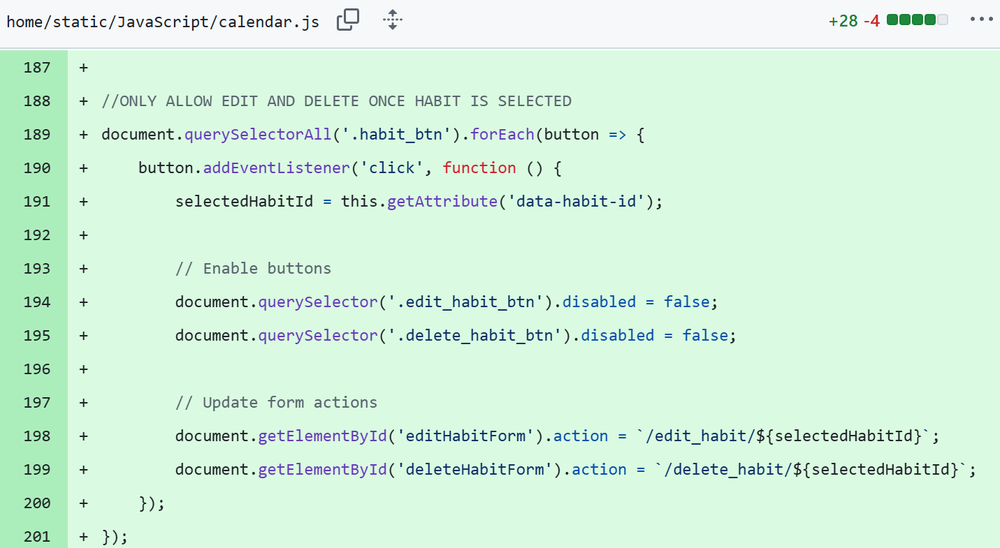 home/static/JavaScript/calendar.js +28 -4
187 +
188 + //ONLY ALLOW EDIT AND DELETE ONCE HABIT IS SELECTED
189 + document.querySelectorAll('.habit_btn').forEach(button => {
190 +     button.addEventListener('click', function () {
191 +         selectedHabitId = this.getAttribute('data-habit-id');
192 +
193 +         // Enable buttons
194 +         document.querySelector('.edit_habit_btn').disabled = false;
195 +         document.querySelector('.delete_habit_btn').disabled = false;
196 +
197 +         // Update form actions
198 +         document.getElementById('editHabitForm').action = `/edit_habit/${selectedHabitId}`;
199 +         document.getElementById('deleteHabitForm').action = `/delete_habit/${selectedHabitId}`;
200 +     });
201 + });